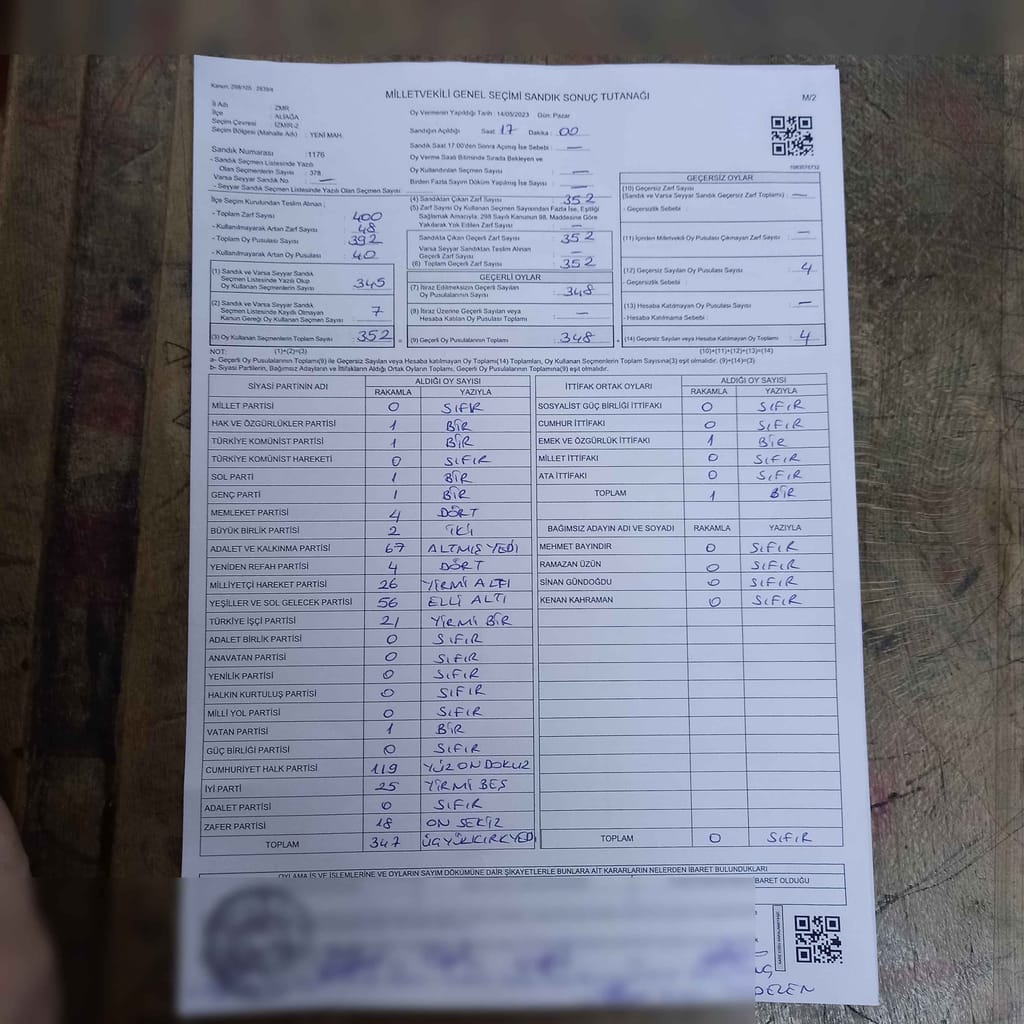 Kanun: 298/105 , 2839/4
MİLLETVEKİLİ GENEL SEÇİMİ SANDIK SONUÇ TUTANAĞI
M/2
İl Adı : İZMİR
İlçe : ALİAĞA
Seçim Çevresi : İZMİR-2
Seçim Bölgesi (Mahalle Adı) : YENİ MAH.
Oy Vermenin Yapıldığı Tarih : 14/05/2023 Gün: Pazar
Sandığın Açıldığı Saat : 17 Dakika : 00
Sandık Saat 17:00'den Sonra Açılmış İse Sebebi : —
Oy Verme Saati Bitiminde Sırada Bekleyen ve
Oy Kullandırılan Seçmen Sayısı : —
Birden Fazla Sayım Döküm Yapılmış İse Sayısı : —
Sandık Numarası :1176
- Sandık Seçmen Listesinde Yazılı
Olan Seçmenlerin Sayısı : 378
Varsa Seyyar Sandık No. : —
- Seyyar Sandık Seçmen Listesinde Yazılı Olan Seçmen Sayısı
İlçe Seçim Kurulundan Teslim Alınan ;
- Toplam Zarf Sayısı : 400
- Kullanılmayarak Artan Zarf Sayısı : 48
- Toplam Oy Pusulası Sayısı : 392
- Kullanılmayarak Artan Oy Pusulası : 40
(1) Sandık ve Varsa Seyyar Sandık
Seçmen Listesinde Yazılı Olup
Oy Kullanan Seçmenlerin Sayısı : 345
(2) Sandık ve Varsa Seyyar Sandık
Seçmen Listesinde Kayıtlı Olmayan
Kanun Gereği Oy Kullanan Seçmen Sayısı : 7
(3) Oy Kullanan Seçmenlerin Toplam Sayısı : 352
(4) Sandıktan Çıkan Zarf Sayısı : 352
(5) Zarf Sayısı Oy Kullanan Seçmen Sayısından Fazla İse, Eşitliği
Sağlamak Amacıyla, 298 Sayılı Kanunun 98. Maddesine Göre
Yakılarak Yok Edilen Zarf Sayısı : —
Sandıkta Çıkan Geçerli Zarf Sayısı : 352
Varsa Seyyar Sandıktan Teslim Alınan
Geçerli Zarf Sayısı : —
(6) Toplam Geçerli Zarf Sayısı : 352
GEÇERLİ OYLAR
(7) İtiraz Edilmeksizin Geçerli Sayılan
Oy Pusulalarının Sayısı : 348
(8) İtiraz Üzerine Geçerli Sayılan veya
Hesaba Katılan Oy Pusulası Toplamı : —
(9) Geçerli Oy Pusulalarının Toplamı : 348
GEÇERSİZ OYLAR
(10) Geçersiz Zarf Sayısı
(Sandık ve Varsa Seyyar Sandık Geçersiz Zarf Toplamı) : —
- Geçersizlik Sebebi :
(11) İçinden Milletvekili Oy Pusulası Çıkmayan Zarf Sayısı : —
(12) Geçersiz Sayılan Oy Pusulası Sayısı : 4
- Geçersizlik Sebebi :
(13) Hesaba Katılmayan Oy Pusulası Sayısı : —
- Hesaba Katılmama Sebebi :
(14) Geçersiz Sayılan veya Hesaba Katılmayan Oy Toplamı : 4
NOT: (1)+(2)=(3) (10)+(11)+(12)+(13)=(14)
a- Geçerli Oy Pusulalarının Toplamı(9) ile Geçersiz Sayılan veya Hesaba katılmayan Oy Toplamı(14) Toplamları, Oy Kullanan Seçmenlerin Toplam Sayısına(3) eşit olmalıdır. (9)+(14)=(3)
b- Siyasi Partilerin, Bağımsız Adayların ve İttifakların Aldığı Ortak Oyların Toplamı, Geçerli Oy Pusulalarının Toplamına(9) eşit olmalıdır.
SİYASİ PARTİNİN ADI ALDIĞI OY SAYISI
RAKAMLA YAZIYLA
MİLLET PARTİSİ 0 SIFIR
HAK VE ÖZGÜRLÜKLER PARTİSİ 1 BİR
TÜRKİYE KOMÜNİST PARTİSİ 1 BİR
TÜRKİYE KOMÜNİST HAREKETİ 0 SIFIR
SOL PARTİ 1 BİR
GENÇ PARTİ 1 BİR
MEMLEKET PARTİSİ 4 DÖRT
BÜYÜK BİRLİK PARTİSİ 2 İKİ
ADALET VE KALKINMA PARTİSİ 67 ALTMIŞ YEDİ
YENİDEN REFAH PARTİSİ 4 DÖRT
MİLLİYETÇİ HAREKET PARTİSİ 26 YİRMİ ALTI
YEŞİLLER VE SOL GELECEK PARTİSİ 56 ELLİ ALTI
TÜRKİYE İŞÇİ PARTİSİ 21 YİRMİ BİR
ADALET BİRLİK PARTİSİ 0 SIFIR
ANAVATAN PARTİSİ 0 SIFIR
YENİLİK PARTİSİ 0 SIFIR
HALKIN KURTULUŞ PARTİSİ 0 SIFIR
MİLLİ YOL PARTİSİ 0 SIFIR
VATAN PARTİSİ 1 BİR
GÜÇ BİRLİĞİ PARTİSİ 0 SIFIR
CUMHURİYET HALK PARTİSİ 119 YÜZ ON DOKUZ
İYİ PARTİ 25 YİRMİ BEŞ
ADALET PARTİSİ 0 SIFIR
ZAFER PARTİSİ 18 ON SEKİZ
TOPLAM 347 ÜÇYÜZKIRKYEDİ
İTTİFAK ORTAK OYLARI ALDIĞI OY SAYISI
RAKAMLA YAZIYLA
SOSYALİST GÜÇ BİRLİĞİ İTTİFAKI 0 SIFIR
CUMHUR İTTİFAKI 0 SIFIR
EMEK VE ÖZGÜRLÜK İTTİFAKI 1 BİR
MİLLET İTTİFAKI 0 SIFIR
ATA İTTİFAKI 0 SIFIR
TOPLAM 1 BİR
BAĞIMSIZ ADAYIN ADI VE SOYADI RAKAMLA YAZIYLA
MEHMET BAYINDIR 0 SIFIR
RAMAZAN ÜZÜN 0 SIFIR
SİNAN GÜNDOĞDU 0 SIFIR
KENAN KAHRAMAN 0 SIFIR
TOPLAM 0 SIFIR
OYLAMA İŞ VE İŞLEMLERİNE VE OYLARIN SAYIM DÖKÜMÜNE DAİR ŞİKAYETLERLE BUNLARA AİT KARARLARIN NELERDEN İBARET BULUNDUKLARI
BARET OLDUĞU
DELEN